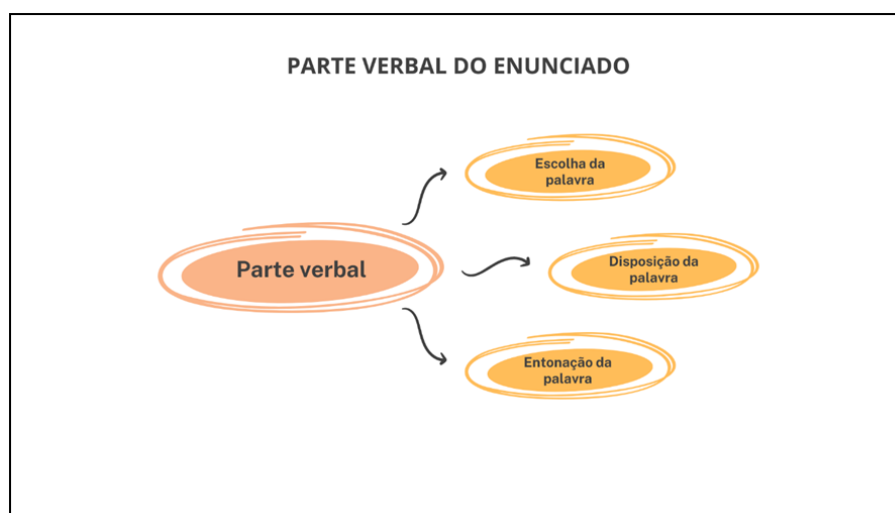 PARTE VERBAL DO ENUNCIADO
Escolha da
palavra
Parte verbal
Disposição da
palavra
Entonação da
palavra